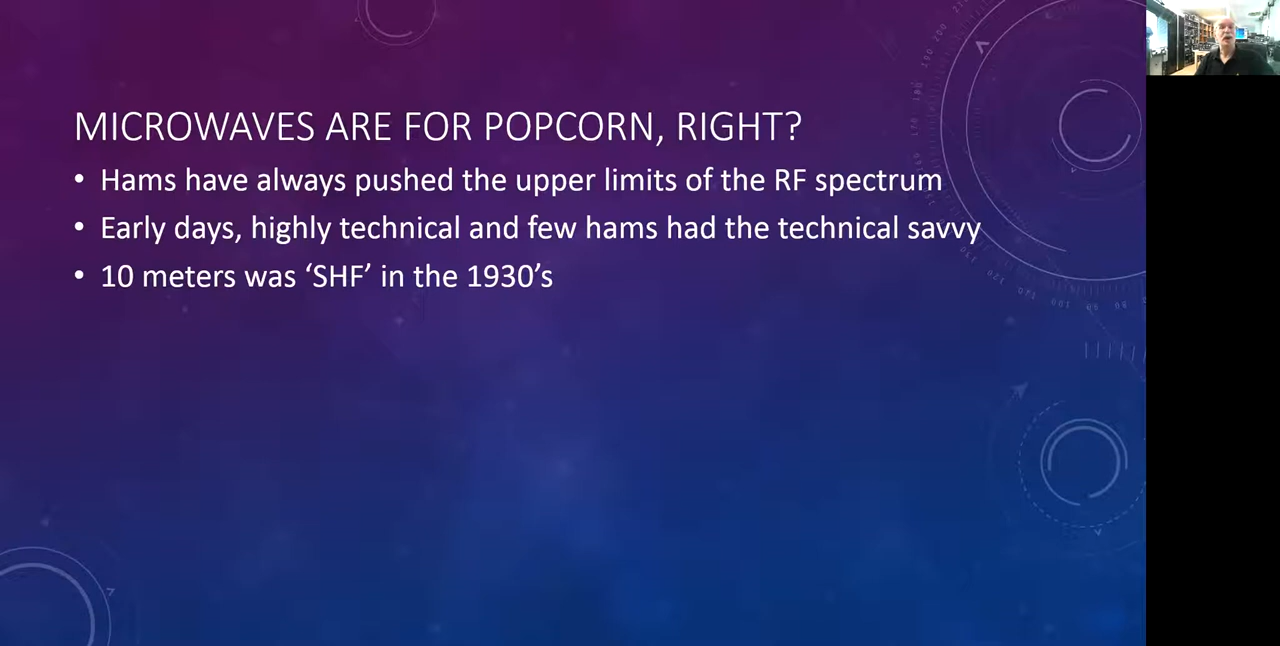 MICROWAVES ARE FOR POPCORN, RIGHT?
• Hams have always pushed the upper limits of the RF spectrum
• Early days, highly technical and few hams had the technical savvy
• 10 meters was ‘SHF’ in the 1930’s